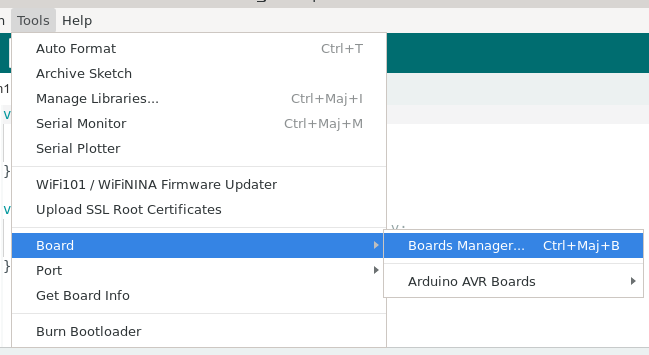 Tools Help
Auto Format Ctrl+T
Archive Sketch
Manage Libraries... Ctrl+Maj+I
Serial Monitor Ctrl+Maj+M
Serial Plotter
WiFi101 / WiFiNINA Firmware Updater
Upload SSL Root Certificates
Board Boards Manager... Ctrl+Maj+B
Port Arduino AVR Boards
Get Board Info
Burn Bootloader